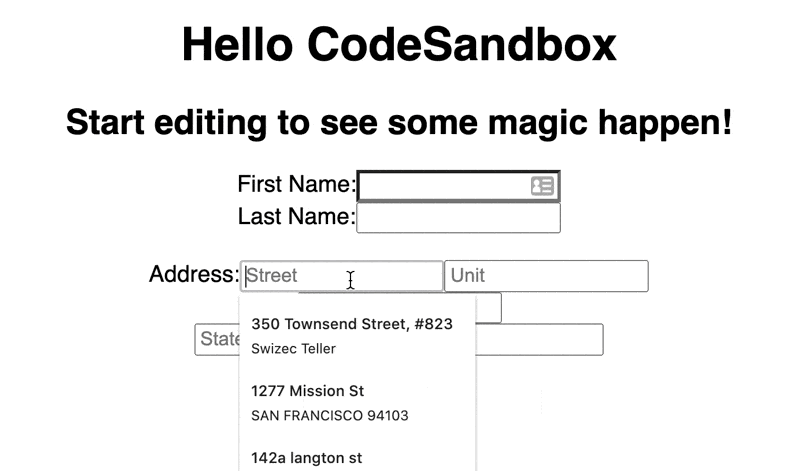 Hello CodeSandbox
Start editing to see some magic happen!
First Name:
Last Name:
Address: Street Unit
State
350 Townsend Street, #823
Swizec Teller
1277 Mission St
SAN FRANCISCO 94103
142a langton st